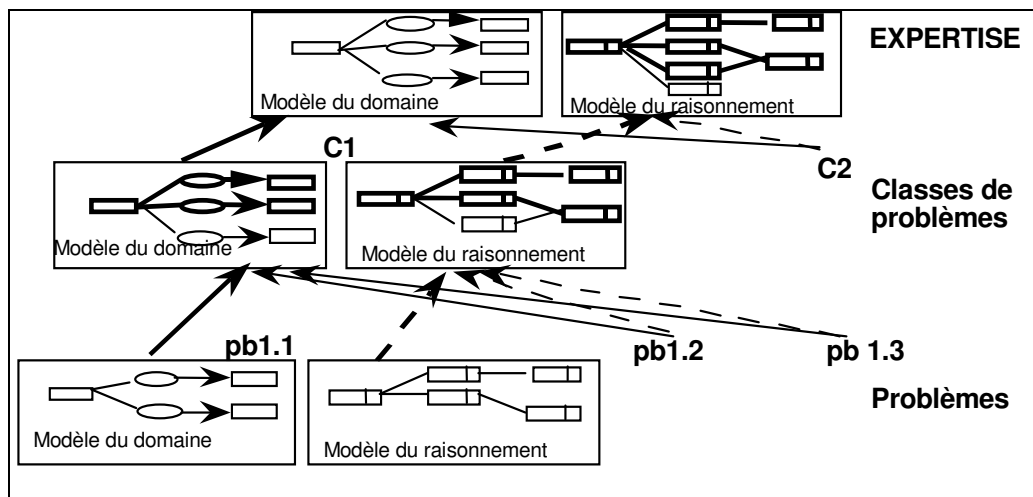 EXPERTISE
Modèle du domaine
Modèle du raisonnement
C1
C2
Classes de
problèmes
Modèle du domaine
Modèle du raisonnement
pb1.1
pb1.2
pb 1.3
Problèmes
Modèle du domaine
Modèle du raisonnement